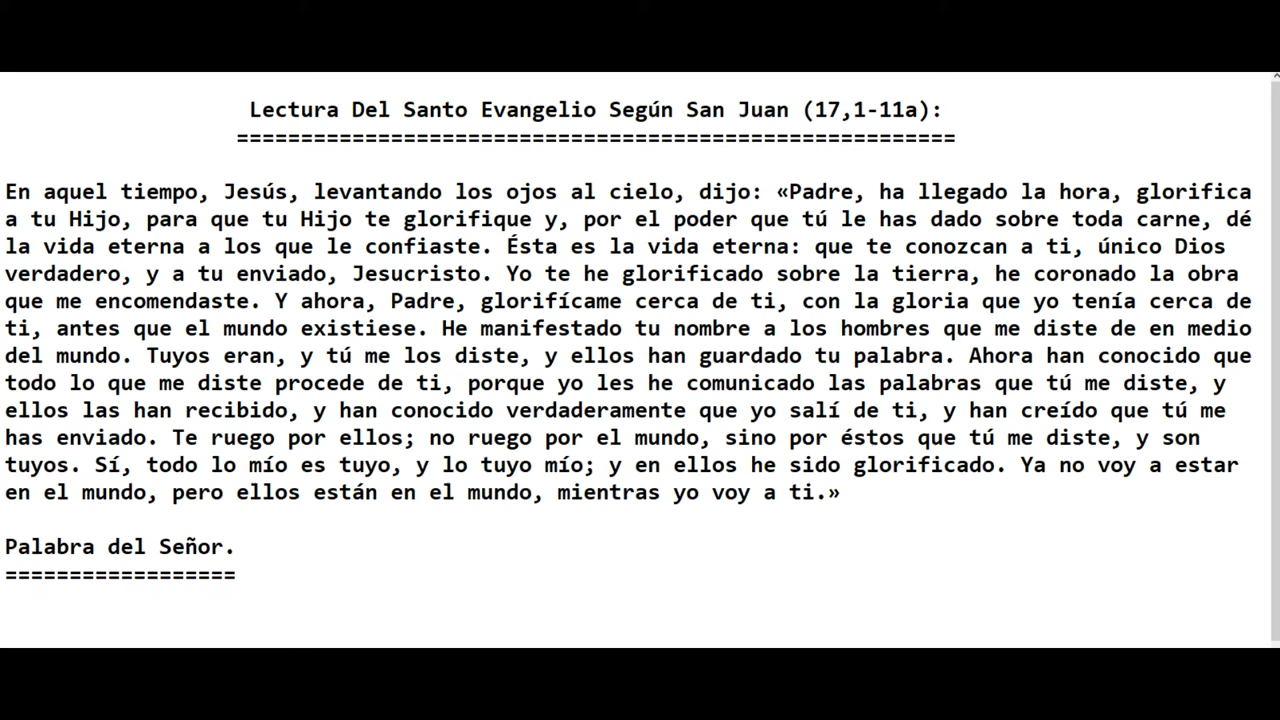 Lectura Del Santo Evangelio Según San Juan (17,1-11a):
========================================================
En aquel tiempo, Jesús, levantando los ojos al cielo, dijo: «Padre, ha llegado la hora, glorifica
a tu Hijo, para que tu Hijo te glorifique y, por el poder que tú le has dado sobre toda carne, dé
la vida eterna a los que le confiaste. Ésta es la vida eterna: que te conozcan a ti, único Dios
verdadero, y a tu enviado, Jesucristo. Yo te he glorificado sobre la tierra, he coronado la obra
que me encomendaste. Y ahora, Padre, glorifícame cerca de ti, con la gloria que yo tenía cerca de
ti, antes que el mundo existiese. He manifestado tu nombre a los hombres que me diste de en medio
del mundo. Tuyos eran, y tú me los diste, y ellos han guardado tu palabra. Ahora han conocido que
todo lo que me diste procede de ti, porque yo les he comunicado las palabras que tú me diste, y
ellos las han recibido, y han conocido verdaderamente que yo salí de ti, y han creído que tú me
has enviado. Te ruego por ellos; no ruego por el mundo, sino por éstos que tú me diste, y son
tuyos. Sí, todo lo mío es tuyo, y lo tuyo mío; y en ellos he sido glorificado. Ya no voy a estar
en el mundo, pero ellos están en el mundo, mientras yo voy a ti.»
Palabra del Señor.
==================